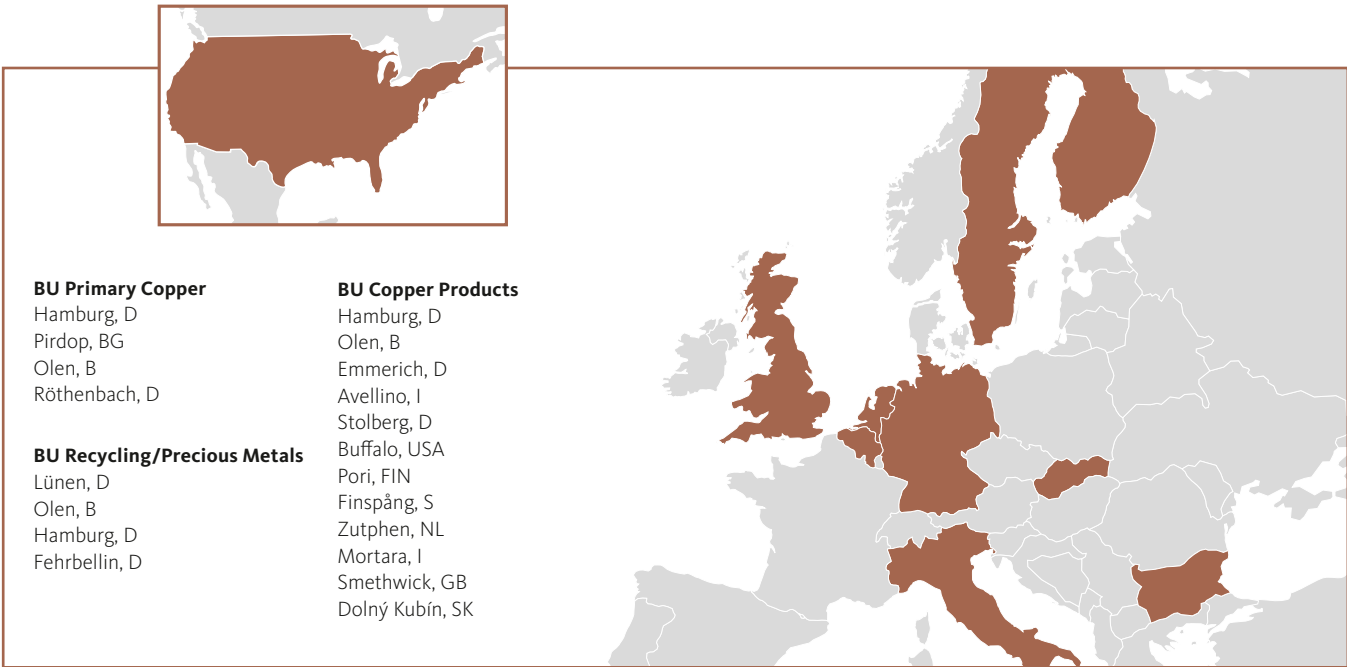 BU Primary Copper
Hamburg, D
Pirdop, BG
Olen, B
Röthenbach, D
BU Recycling/Precious Metals
Lünen, D
Olen, B
Hamburg, D
Fehrbellin, D
BU Copper Products
Hamburg, D
Olen, B
Emmerich, D
Avellino, I
Stolberg, D
Buffalo, USA
Pori, FIN
Finspång, S
Zutphen, NL
Mortara, I
Smethwick, GB
Dolný Kubín, SK